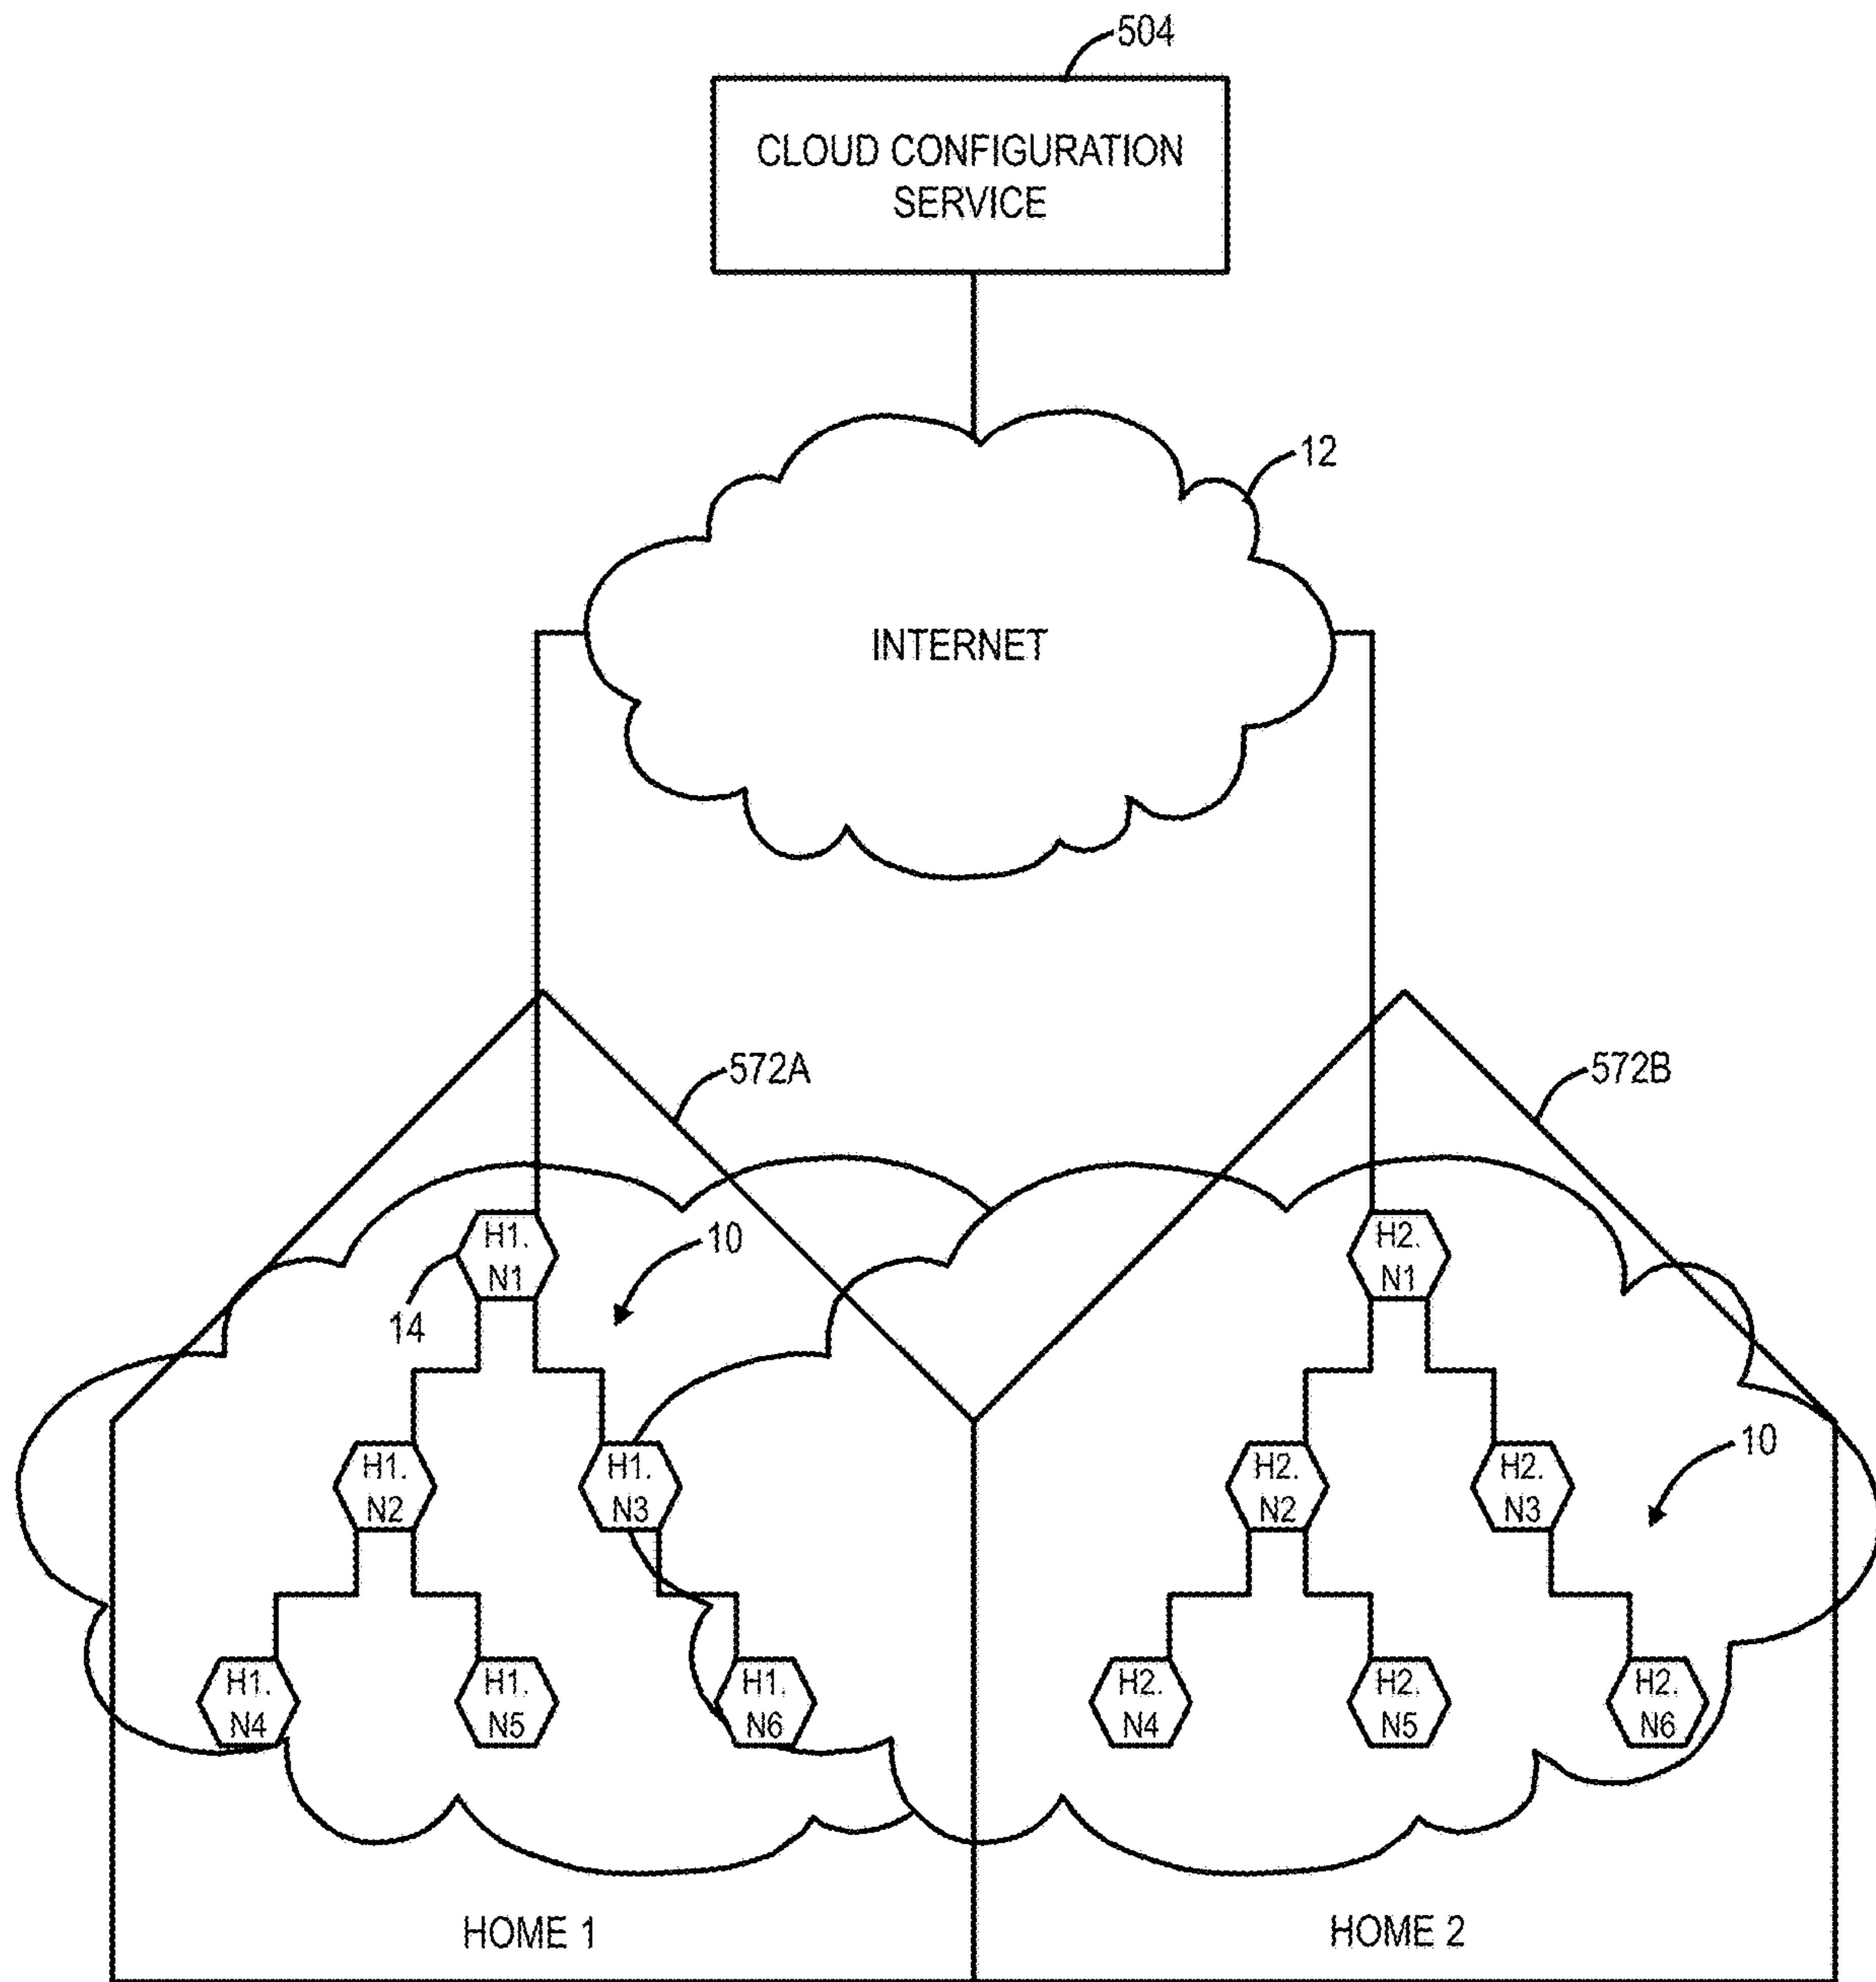 504
CLOUD CONFIGURATION
SERVICE
12
INTERNET
572A
572B
H1.
N1
10
H2.
N1
14
H1.
N2
H1.
N3
H2.
N2
H2.
N3
10
H1.
N4
H1.
N5
H1.
N6
H2.
N4
H2.
N5
H2.
N6
HOME 1
HOME 2